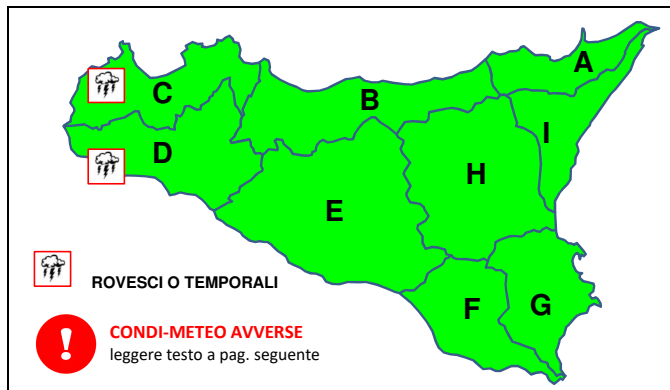 A
C
B
I
D
H
E
F
G
ROVESCI O TEMPORALI
!
CONDI-METEO AVVERSE
leggere testo a pag. seguente